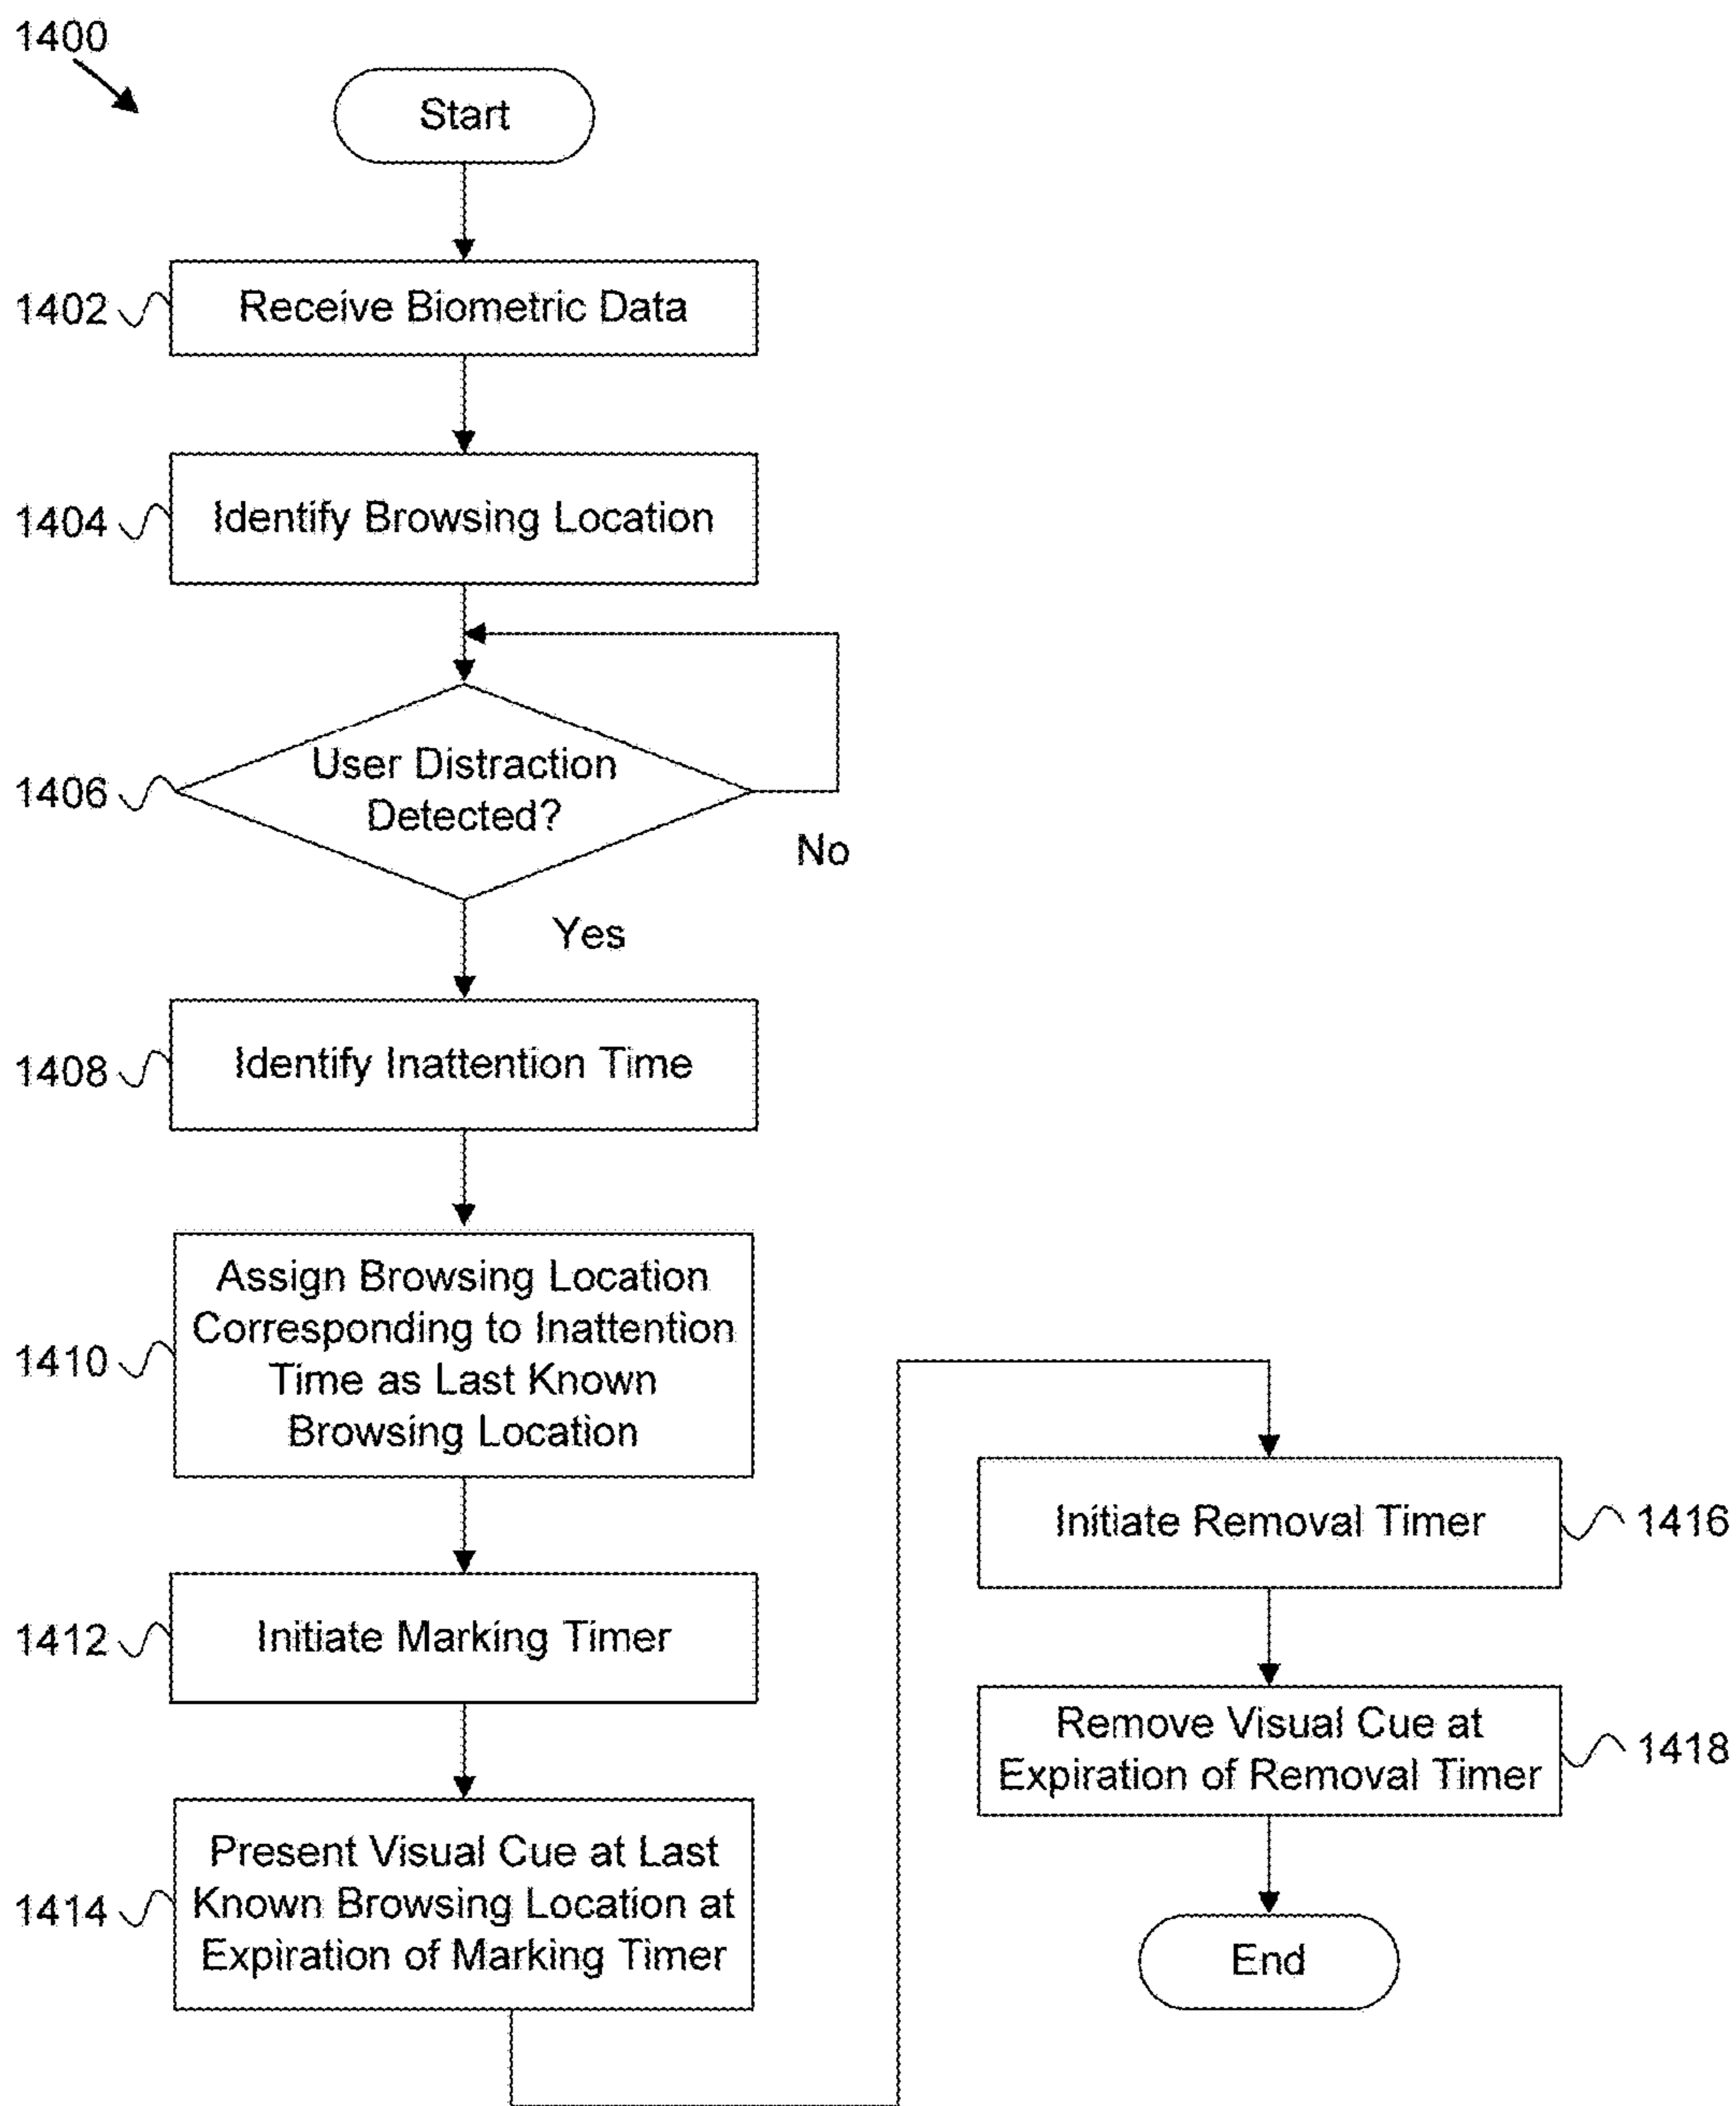 1400
Start
1402
Receive Biometric Data
1404
Identify Browsing Location
1406
User Distraction
Detected?
No
Yes
1408
Identify Inattention Time
1410
Assign Browsing Location
Corresponding to Inattention
Time as Last Known
Browsing Location
1412
Initiate Marking Timer
1414
Present Visual Cue at Last
Known Browsing Location at
Expiration of Marking Timer
Initiate Removal Timer
1416
Remove Visual Cue at
Expiration of Removal Timer
1418
End